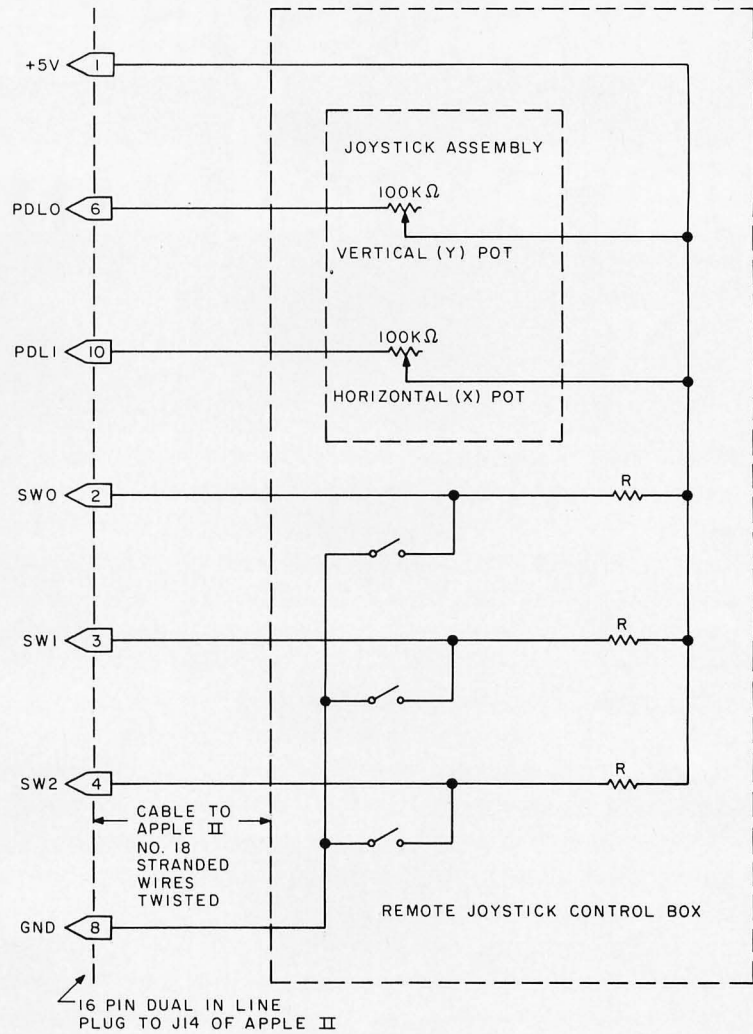 +5V 1
JOYSTICK ASSEMBLY
100KΩ
PDL0 6
VERTICAL (Y) POT
100KΩ
PDL1 10
HORIZONTAL (X) POT
R
SW0 2
R
SW1 3
R
SW2 4
CABLE TO
APPLE II
NO. 18
STRANDED
WIRES
TWISTED
REMOTE JOYSTICK CONTROL BOX
GND 8
16 PIN DUAL IN LINE
PLUG TO J14 OF APPLE II